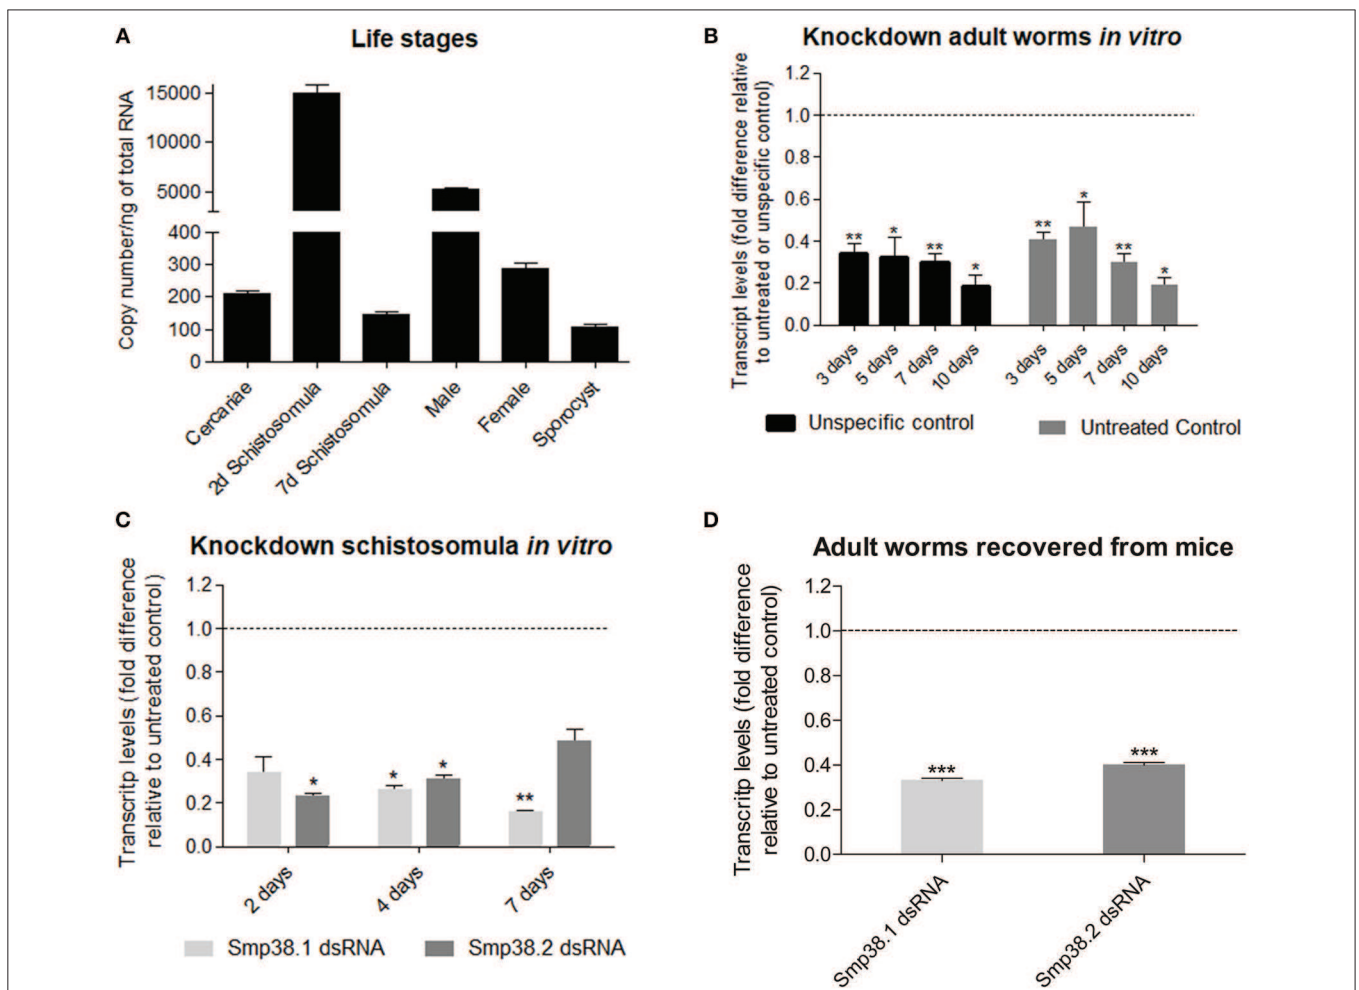 A
Life stages
Copy number/ng of total RNA
15000
10000
5000
400
300
200
100
0
Cercariae
2d Schistosomula
7d Schistosomula
Male
Female
Sporocyst
B
Knockdown adult worms in vitro
Transcript levels (fold difference relative
to untreated or unspecific control)
1.2
1.0
0.8
0.6
0.4
0.2
0.0
**
*
**
*
**
*
**
*
3 days
5 days
7 days
10 days
3 days
5 days
7 days
10 days
Unspecific control
Untreated Control
C
Knockdown schistosomula in vitro
Transcritp levels (fold difference
relative to untreated control)
1.2
1.0
0.8
0.6
0.4
0.2
0.0
*
*
*
**
2 days
4 days
7 days
Smp38.1 dsRNA
Smp38.2 dsRNA
D
Adult worms recovered from mice
Transcritp levels (fold difference
relative to untreated control)
1.2
1.0
0.8
0.6
0.4
0.2
0.0
***
***
Smp38.1 dsRNA
Smp38.2 dsRNA